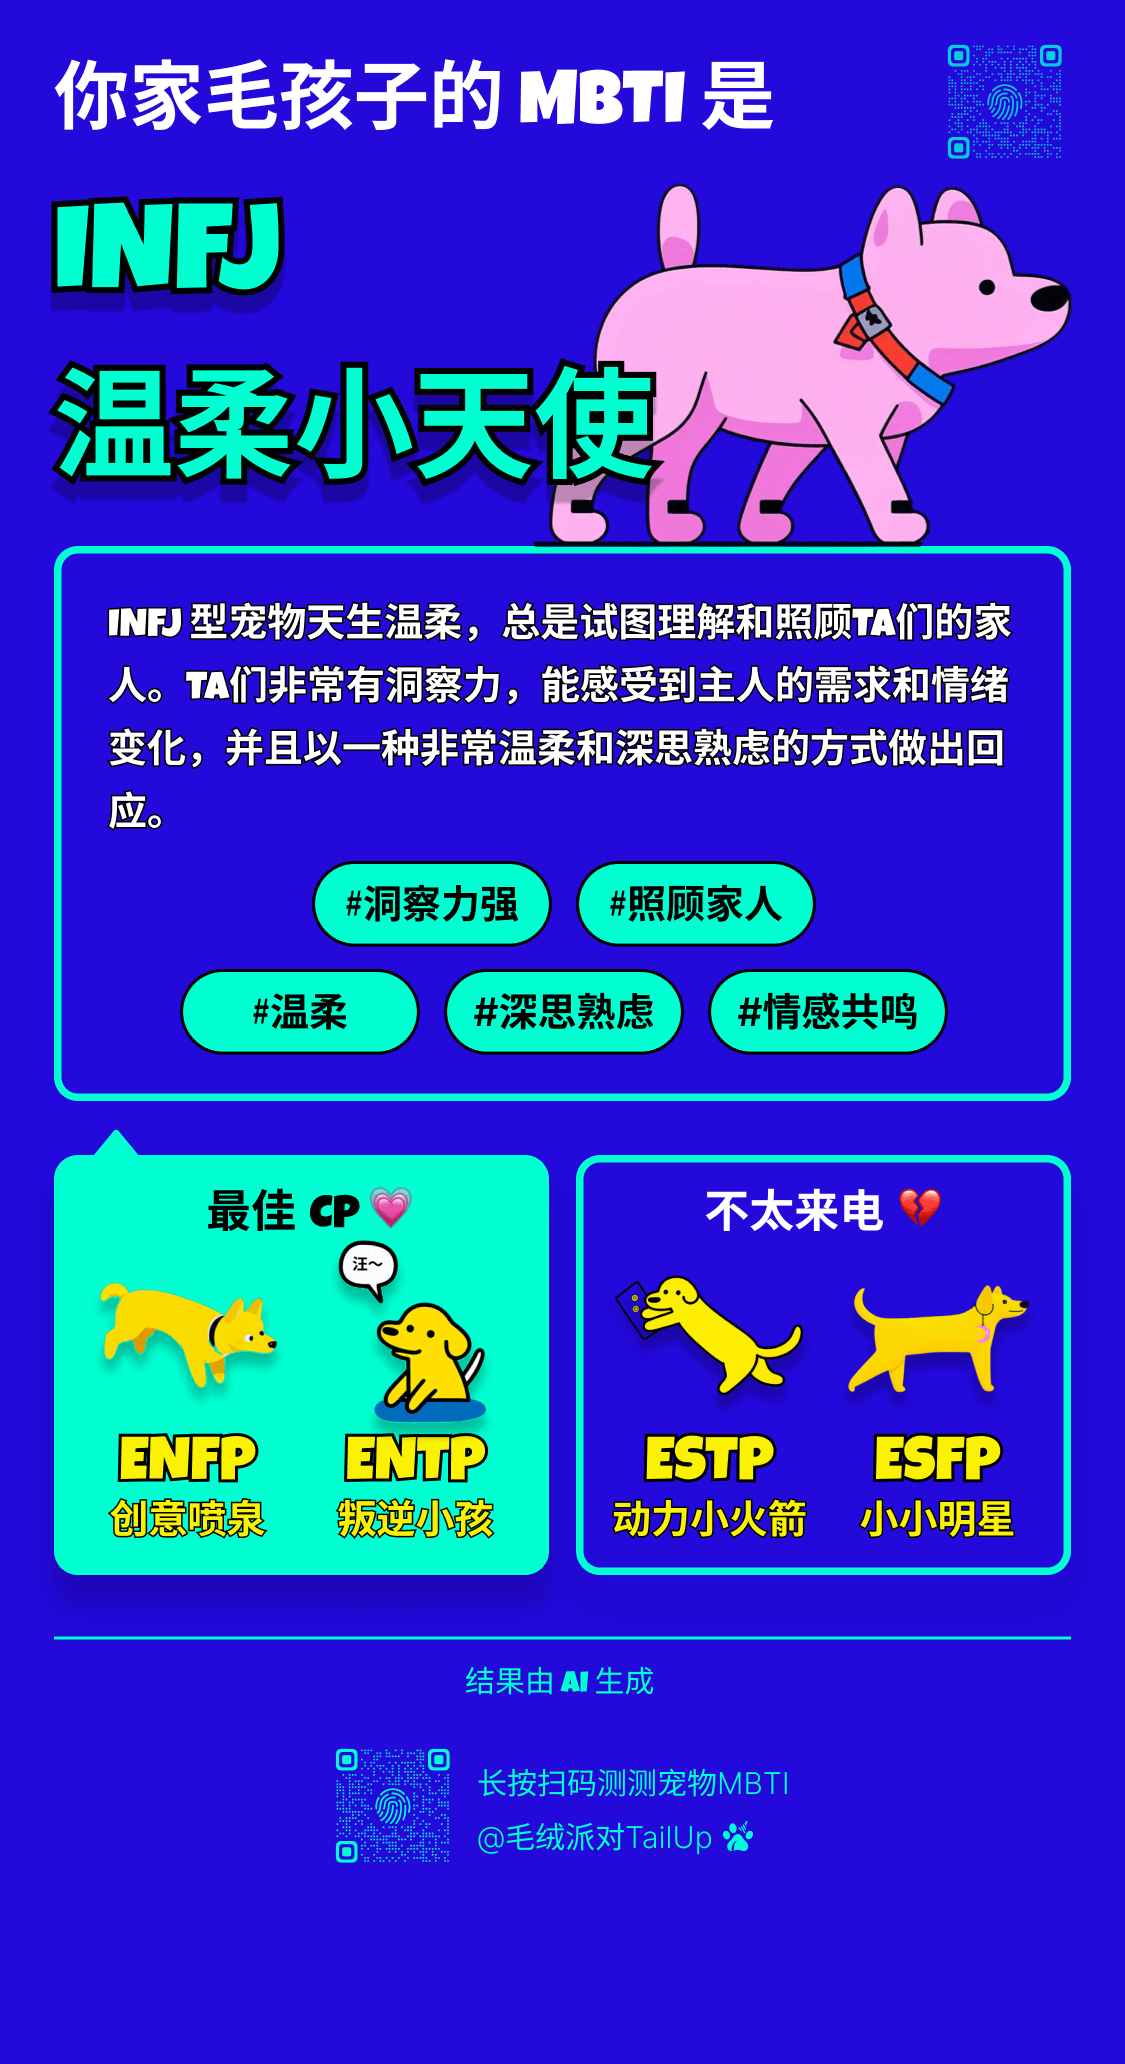 你家毛孩子的 MBTI 是
INFJ
温柔小天使
INFJ 型宠物天生温柔，总是试图理解和照顾TA们的家
人。TA们非常有洞察力，能感受到主人的需求和情绪
变化，并且以一种非常温柔和深思熟虑的方式做出回
应。
#洞察力强 #照顾家人
#温柔 #深思熟虑 #情感共鸣
最佳 CP 💗
汪～
ENFP ENTP
创意喷泉 叛逆小孩
不太来电 💔
ESTP ESFP
动力小火箭 小小明星
结果由 AI 生成
长按扫码测测宠物MBTI
@毛绒派对TailUp